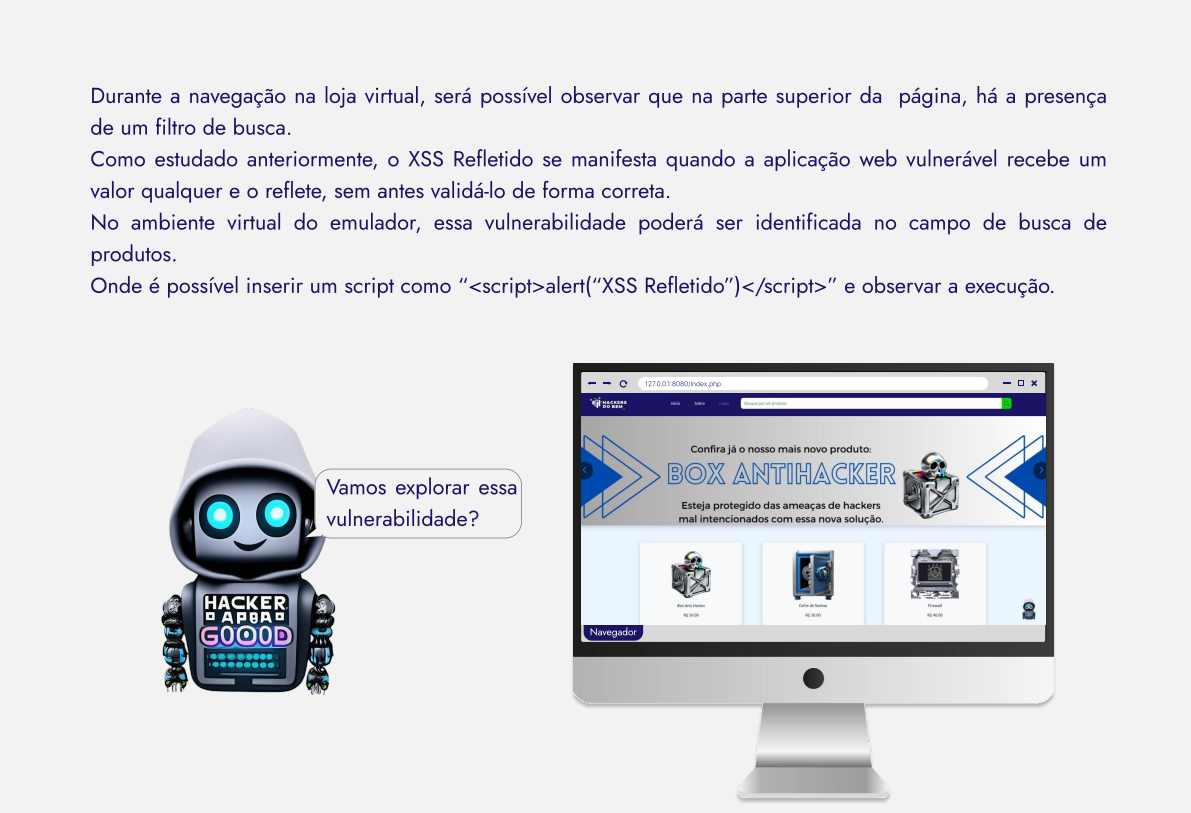 Durante a navegação na loja virtual, será possível observar que na parte superior da  página, há a presença
de um filtro de busca.
Como estudado anteriormente, o XSS Refletido se manifesta quando a aplicação web vulnerável recebe um
valor qualquer e o reflete, sem antes validá-lo de forma correta.
No ambiente virtual do emulador, essa vulnerabilidade poderá ser identificada no campo de busca de
produtos.
Onde é possível inserir um script como “<script>alert(“XSS Refletido”)</script>” e observar a execução.
Vamos explorar essa
vulnerabilidade?
HACKER
GOOOD
127.0.0.1:8080/index.php
HACKERS
DO BEM
Início Sobre Login Busque por um produto
Confira já o nosso mais novo produto:
BOX ANTIHACKER
Esteja protegido das ameaças de hackers
mal intencionados com essa nova solução.
Box Anti Hacker Cofre de Senhas Firewall
R$ 50.00 R$ 30.00 R$ 40.00
Navegador